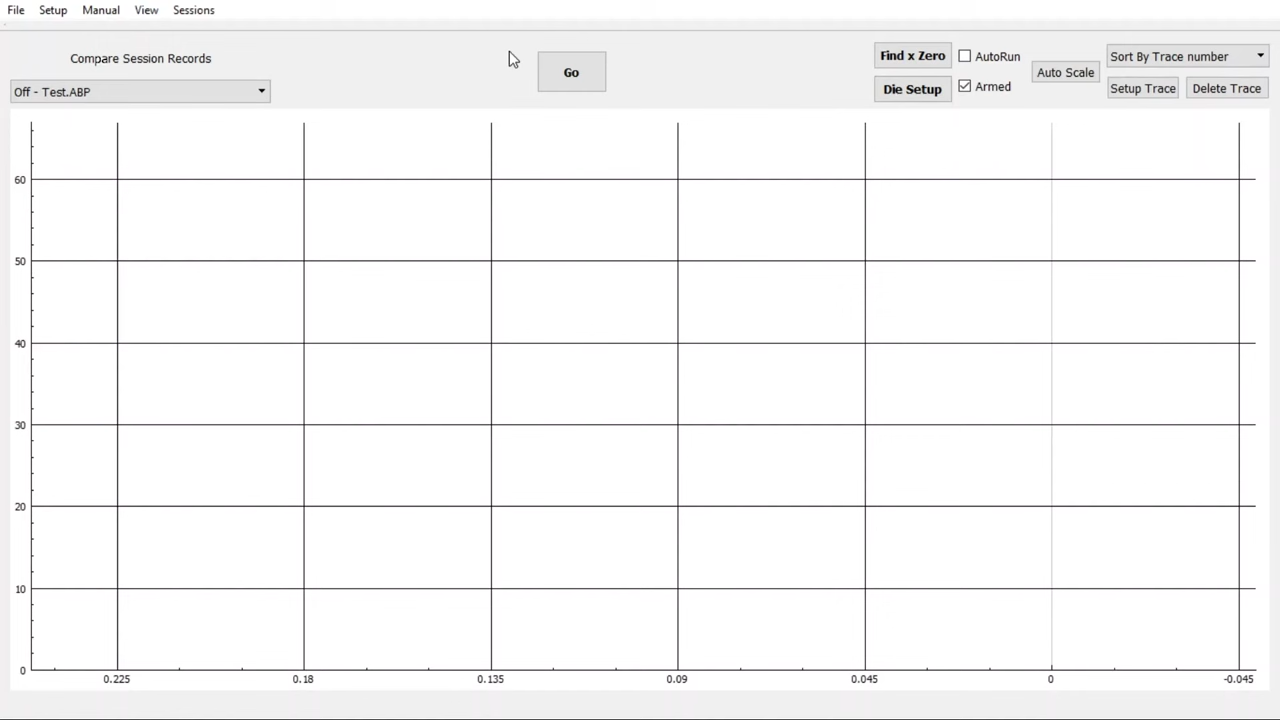 File Setup Manual View Sessions
Compare Session Records
Off - Test.ABP
Go
Find x Zero
AutoRun
Die Setup
Armed
Auto Scale
Sort By Trace number
Setup Trace
Delete Trace
60
50
40
30
20
10
0
0.225 0.18 0.135 0.09 0.045 0 -0.045